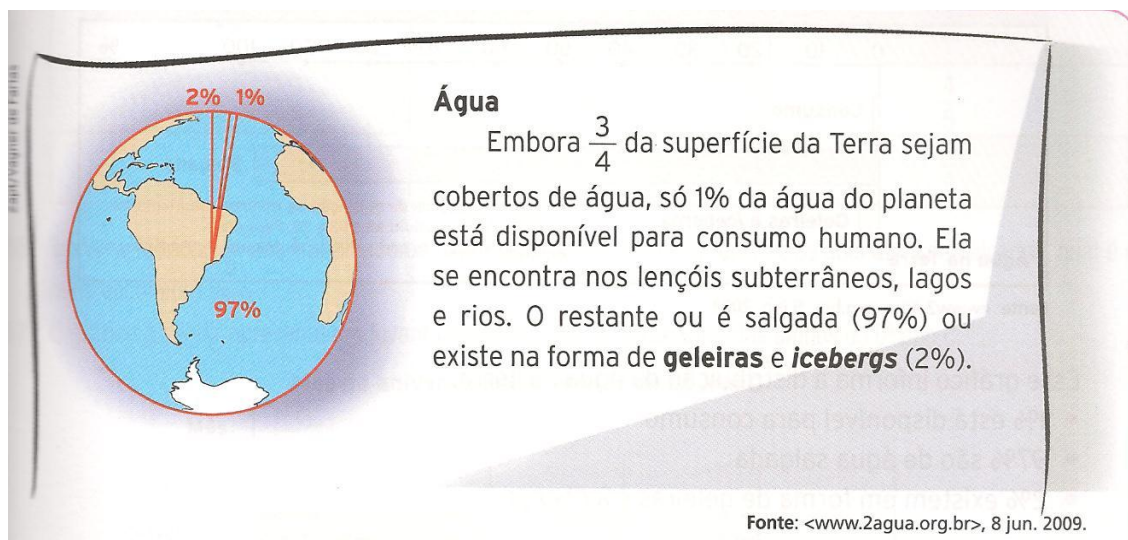 2% 1%
97%
Água
Embora 3/4 da superfície da Terra sejam
cobertos de água, só 1% da água do planeta
está disponível para consumo humano. Ela
se encontra nos lençóis subterrâneos, lagos
e rios. O restante ou é salgada (97%) ou
existe na forma de geleiras e icebergs (2%).
Fonte: <www.2agua.org.br>, 8 jun. 2009.